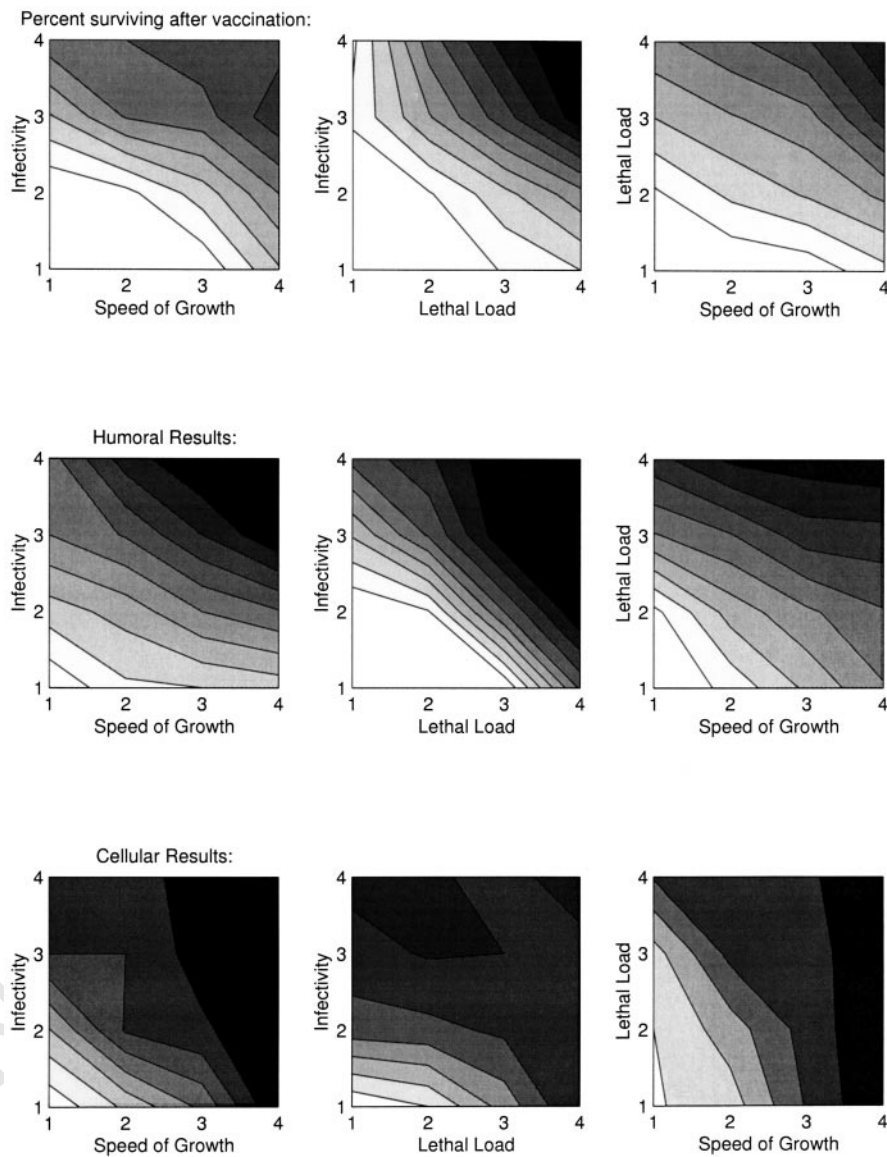 Percent surviving after vaccination:
4
3
2
1
Infectivity
1 2 3 4
Speed of Growth
4
3
2
1
Infectivity
1 2 3 4
Lethal Load
4
3
2
1
Lethal Load
1 2 3 4
Speed of Growth
Humoral Results:
4
3
2
1
Infectivity
1 2 3 4
Speed of Growth
4
3
2
1
Infectivity
1 2 3 4
Lethal Load
4
3
2
1
Lethal Load
1 2 3 4
Speed of Growth
Cellular Results:
4
3
2
1
Infectivity
1 2 3 4
Speed of Growth
4
3
2
1
Infectivity
1 2 3 4
Lethal Load
4
3
2
1
Lethal Load
1 2 3 4
Speed of Growth